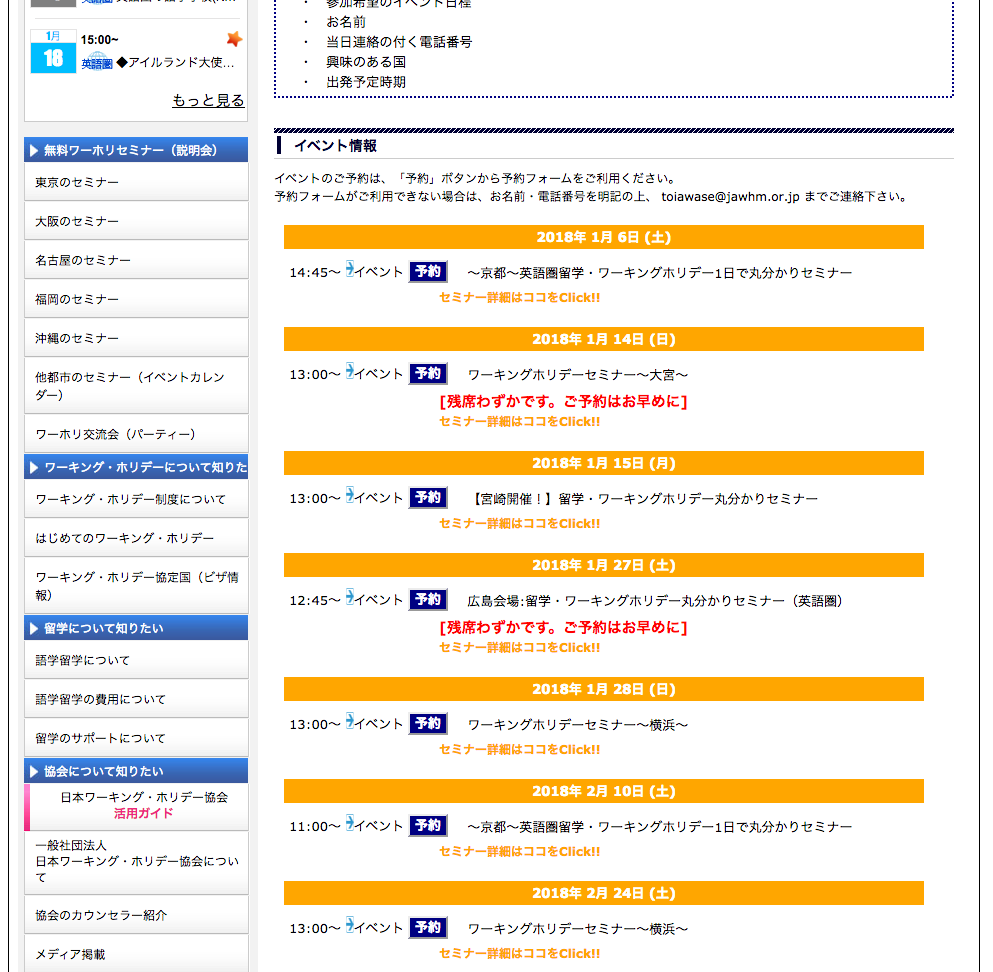 1月
18
15:00~
英語圏 ◆アイルランド大使...
もっと見る
無料ワーホリセミナー（説明会）
東京のセミナー
大阪のセミナー
名古屋のセミナー
福岡のセミナー
沖縄のセミナー
他都市のセミナー（イベントカレン
ダー）
ワーホリ交流会（パーティー）
ワーキング・ホリデーについて知りた
ワーキング・ホリデー制度について
はじめてのワーキング・ホリデー
ワーキング・ホリデー協定国（ビザ情
報）
留学について知りたい
語学留学について
語学留学の費用について
留学のサポートについて
協会について知りたい
日本ワーキング・ホリデー協会
活用ガイド
一般社団法人
日本ワーキング・ホリデー協会につい
て
協会のカウンセラー紹介
メディア掲載
・ 参加希望のイベント日程
・ お名前
・ 当日連絡の付く電話番号
・ 興味のある国
・ 出発予定時期
イベント情報
イベントのご予約は、「予約」ボタンから予約フォームをご利用ください。
予約フォームがご利用できない場合は、お名前・電話番号を明記の上、 toiawase@jawhm.or.jp までご連絡下さい。
2018年 1月 6日 (土)
14:45～ イベント 予約 ～京都～英語圏留学・ワーキングホリデー1日で丸分かりセミナー
セミナー詳細はココをClick!!
2018年 1月 14日 (日)
13:00～ イベント 予約 ワーキングホリデーセミナー～大宮～
[残席わずかです。ご予約はお早めに]
セミナー詳細はココをClick!!
2018年 1月 15日 (月)
13:00～ イベント 予約 【宮崎開催！】留学・ワーキングホリデー丸分かりセミナー
セミナー詳細はココをClick!!
2018年 1月 27日 (土)
12:45～ イベント 予約 広島会場:留学・ワーキングホリデー丸分かりセミナー（英語圏）
[残席わずかです。ご予約はお早めに]
セミナー詳細はココをClick!!
2018年 1月 28日 (日)
13:00～ イベント 予約 ワーキングホリデーセミナー～横浜～
セミナー詳細はココをClick!!
2018年 2月 10日 (土)
11:00～ イベント 予約 ～京都～英語圏留学・ワーキングホリデー1日で丸分かりセミナー
セミナー詳細はココをClick!!
2018年 2月 24日 (土)
13:00～ イベント 予約 ワーキングホリデーセミナー～横浜～
セミナー詳細はココをClick!!